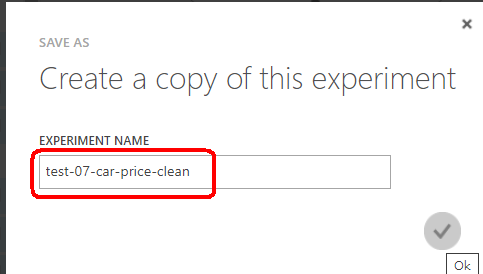 SAVE AS
Create a copy of this experiment
EXPERIMENT NAME
test-07-car-price-clean
Ok